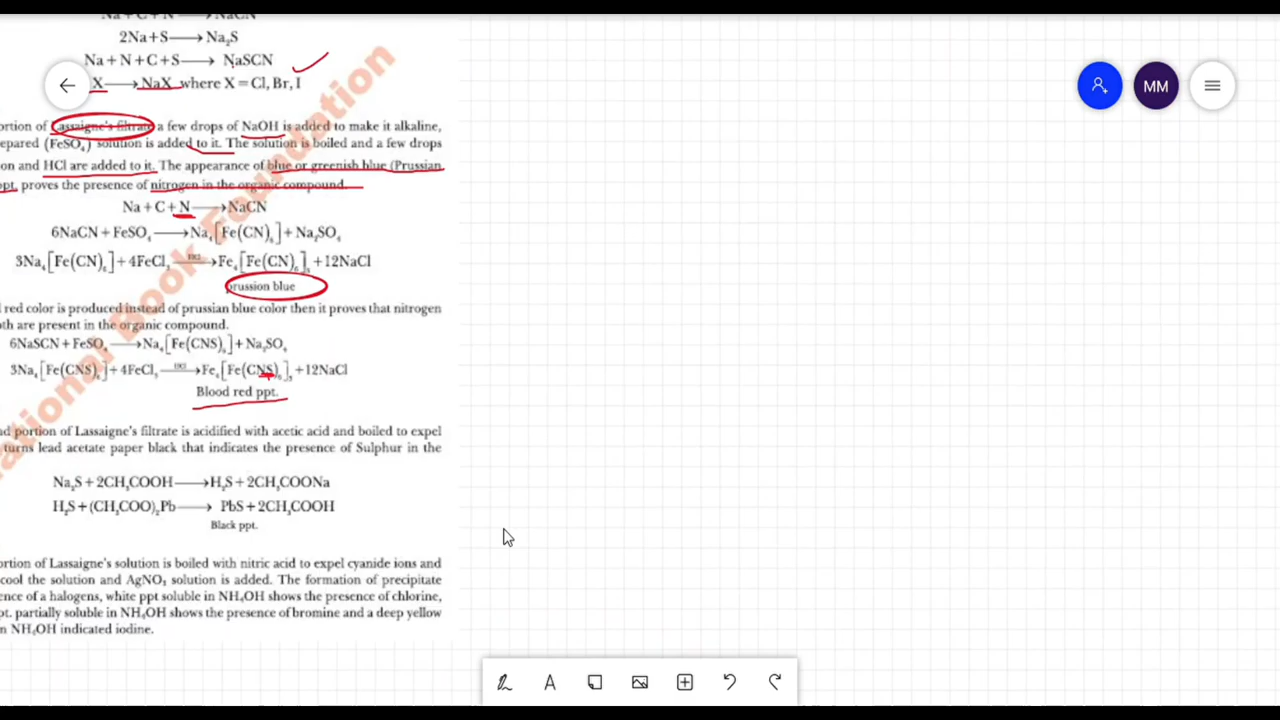 Na + C + N ⟶ NaCN
2Na + S ⟶ Na₂S
Na + N + C + S ⟶ NaSCN
X ⟶ NaX where X = Cl, Br, I
MM
ortion of Lassaigne's filtrate a few drops of NaOH is added to make it alkaline,
epared (FeSO₄) solution is added to it. The solution is boiled and a few drops
on and HCl are added to it. The appearance of blue or greenish blue (Prussian
ppt. proves the presence of nitrogen in the organic compound.
Na + C + N ⟶ NaCN
6NaCN + FeSO₄ ⟶ Na₄[Fe(CN)₆] + Na₂SO₄
3Na₄[Fe(CN)₆] + 4FeCl₃ ⟶ Fe₄[Fe(CN)₆]₃ + 12NaCl
prussion blue
d red color is produced instead of prussian blue color then it proves that nitrogen
oth are present in the organic compound.
6NaSCN + FeSO₄ ⟶ Na₄[Fe(CNS)₆] + Na₂SO₄
3Na₄[Fe(CNS)₆] + 4FeCl₃ ⟶ Fe₄[Fe(CNS)₆]₃ + 12NaCl
Blood red ppt.
nd portion of Lassaigne's filtrate is acidified with acetic acid and boiled to expel
turns lead acetate paper black that indicates the presence of Sulphur in the
Na₂S + 2CH₃COOH ⟶ H₂S + 2CH₃COONa
H₂S + (CH₃COO)₂Pb ⟶ PbS + 2CH₃COOH
Black ppt.
ortion of Lassaigne's solution is boiled with nitric acid to expel cyanide ions and
cool the solution and AgNO₃ solution is added. The formation of precipitate
ence of a halogens, white ppt soluble in NH₄OH shows the presence of chlorine,
pt. partially soluble in NH₄OH shows the presence of bromine and a deep yellow
n NH₄OH indicated iodine.
ational Book Foundation